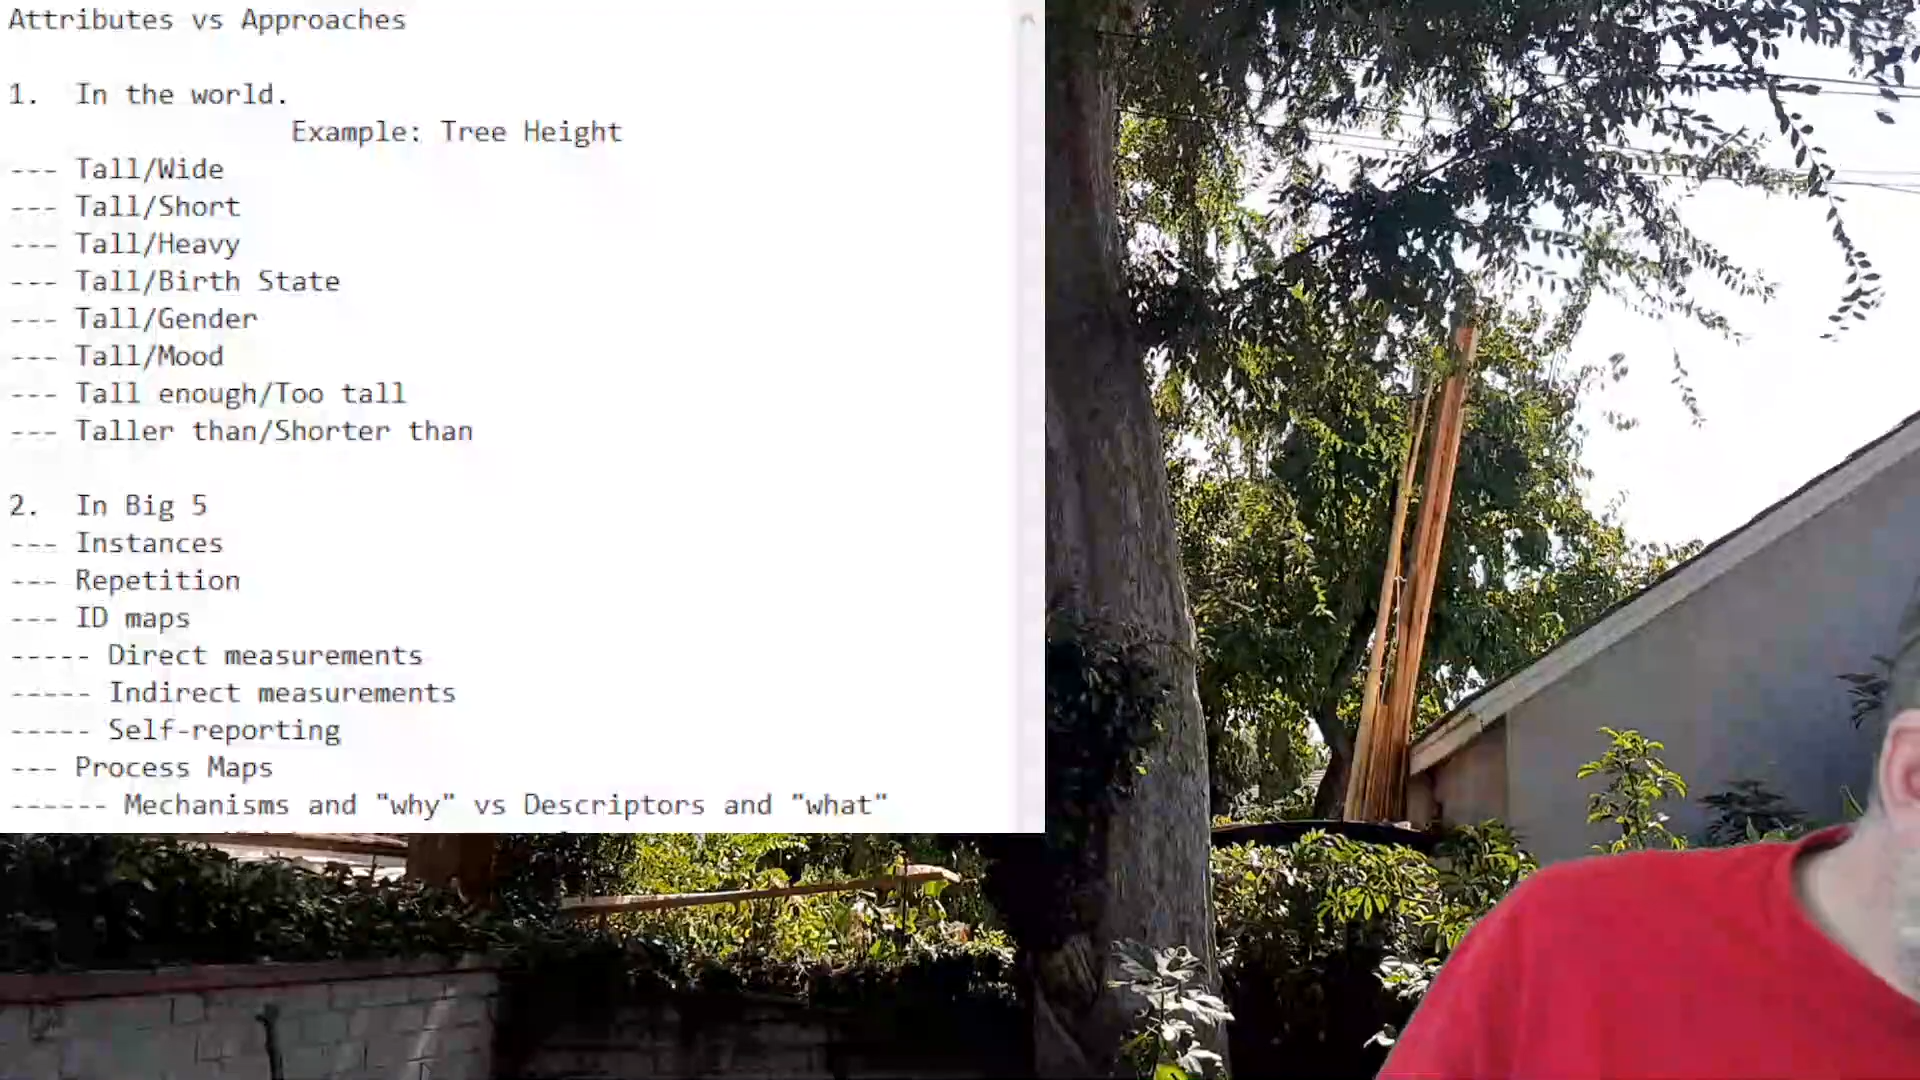 Attributes vs Approaches
1. In the world.
Example: Tree Height
--- Tall/Wide
--- Tall/Short
--- Tall/Heavy
--- Tall/Birth State
--- Tall/Gender
--- Tall/Mood
--- Tall enough/Too tall
--- Taller than/Shorter than
2. In Big 5
--- Instances
--- Repetition
--- ID maps
----- Direct measurements
----- Indirect measurements
----- Self-reporting
--- Process Maps
------ Mechanisms and "why" vs Descriptors and "what"